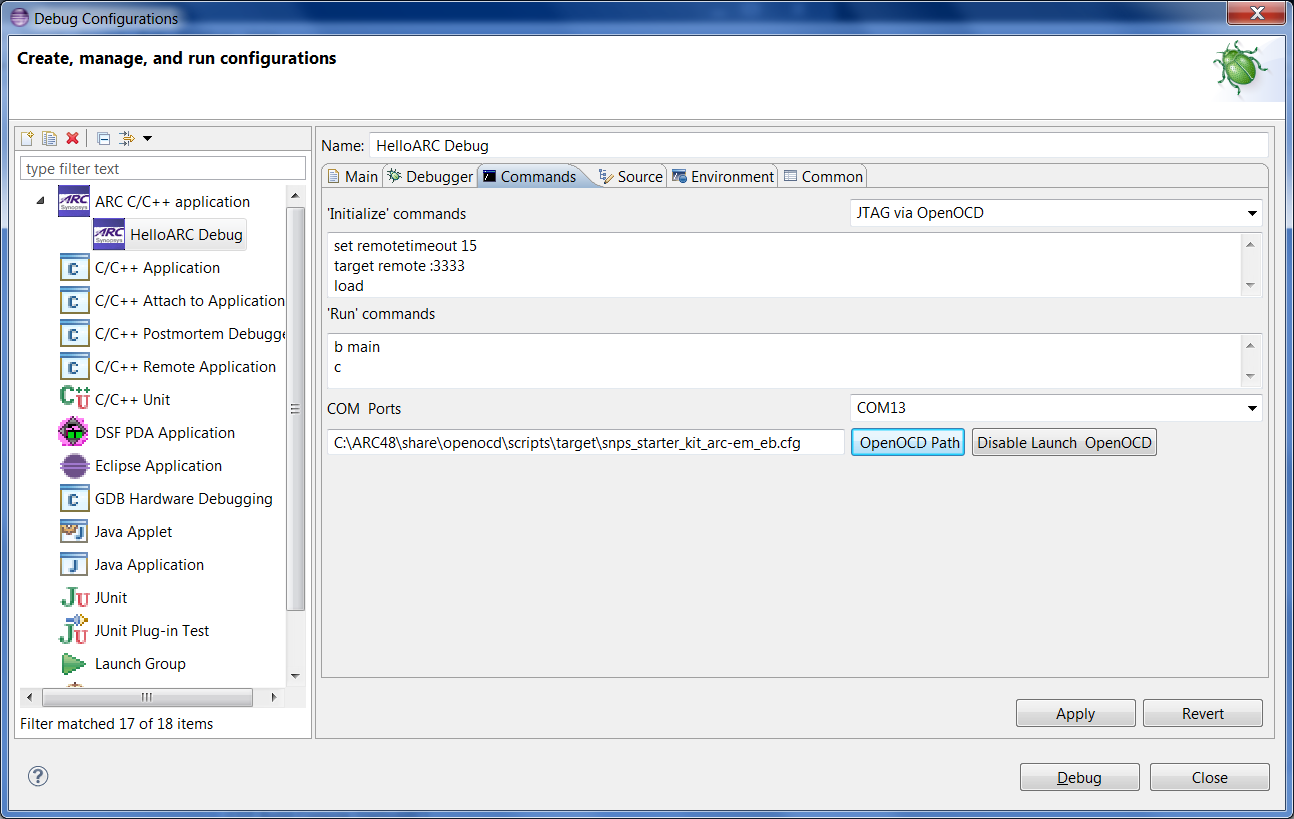 Debug Configurations
Create, manage, and run configurations
type filter text
ARC C/C++ application
HelloARC Debug
C/C++ Application
C/C++ Attach to Application
C/C++ Postmortem Debugge
C/C++ Remote Application
C/C++ Unit
DSF PDA Application
Eclipse Application
GDB Hardware Debugging
Java Applet
Java Application
JUnit
JUnit Plug-in Test
Launch Group
Filter matched 17 of 18 items
Name: HelloARC Debug
Main Debugger Commands Source Environment Common
'Initialize' commands JTAG via OpenOCD
set remotetimeout 15
target remote :3333
load
'Run' commands
b main
c
COM Ports COM13
C:\ARC48\share\openocd\scripts\target\snps_starter_kit_arc-em_eb.cfg OpenOCD Path Disable Launch OpenOCD
Apply Revert
Debug Close